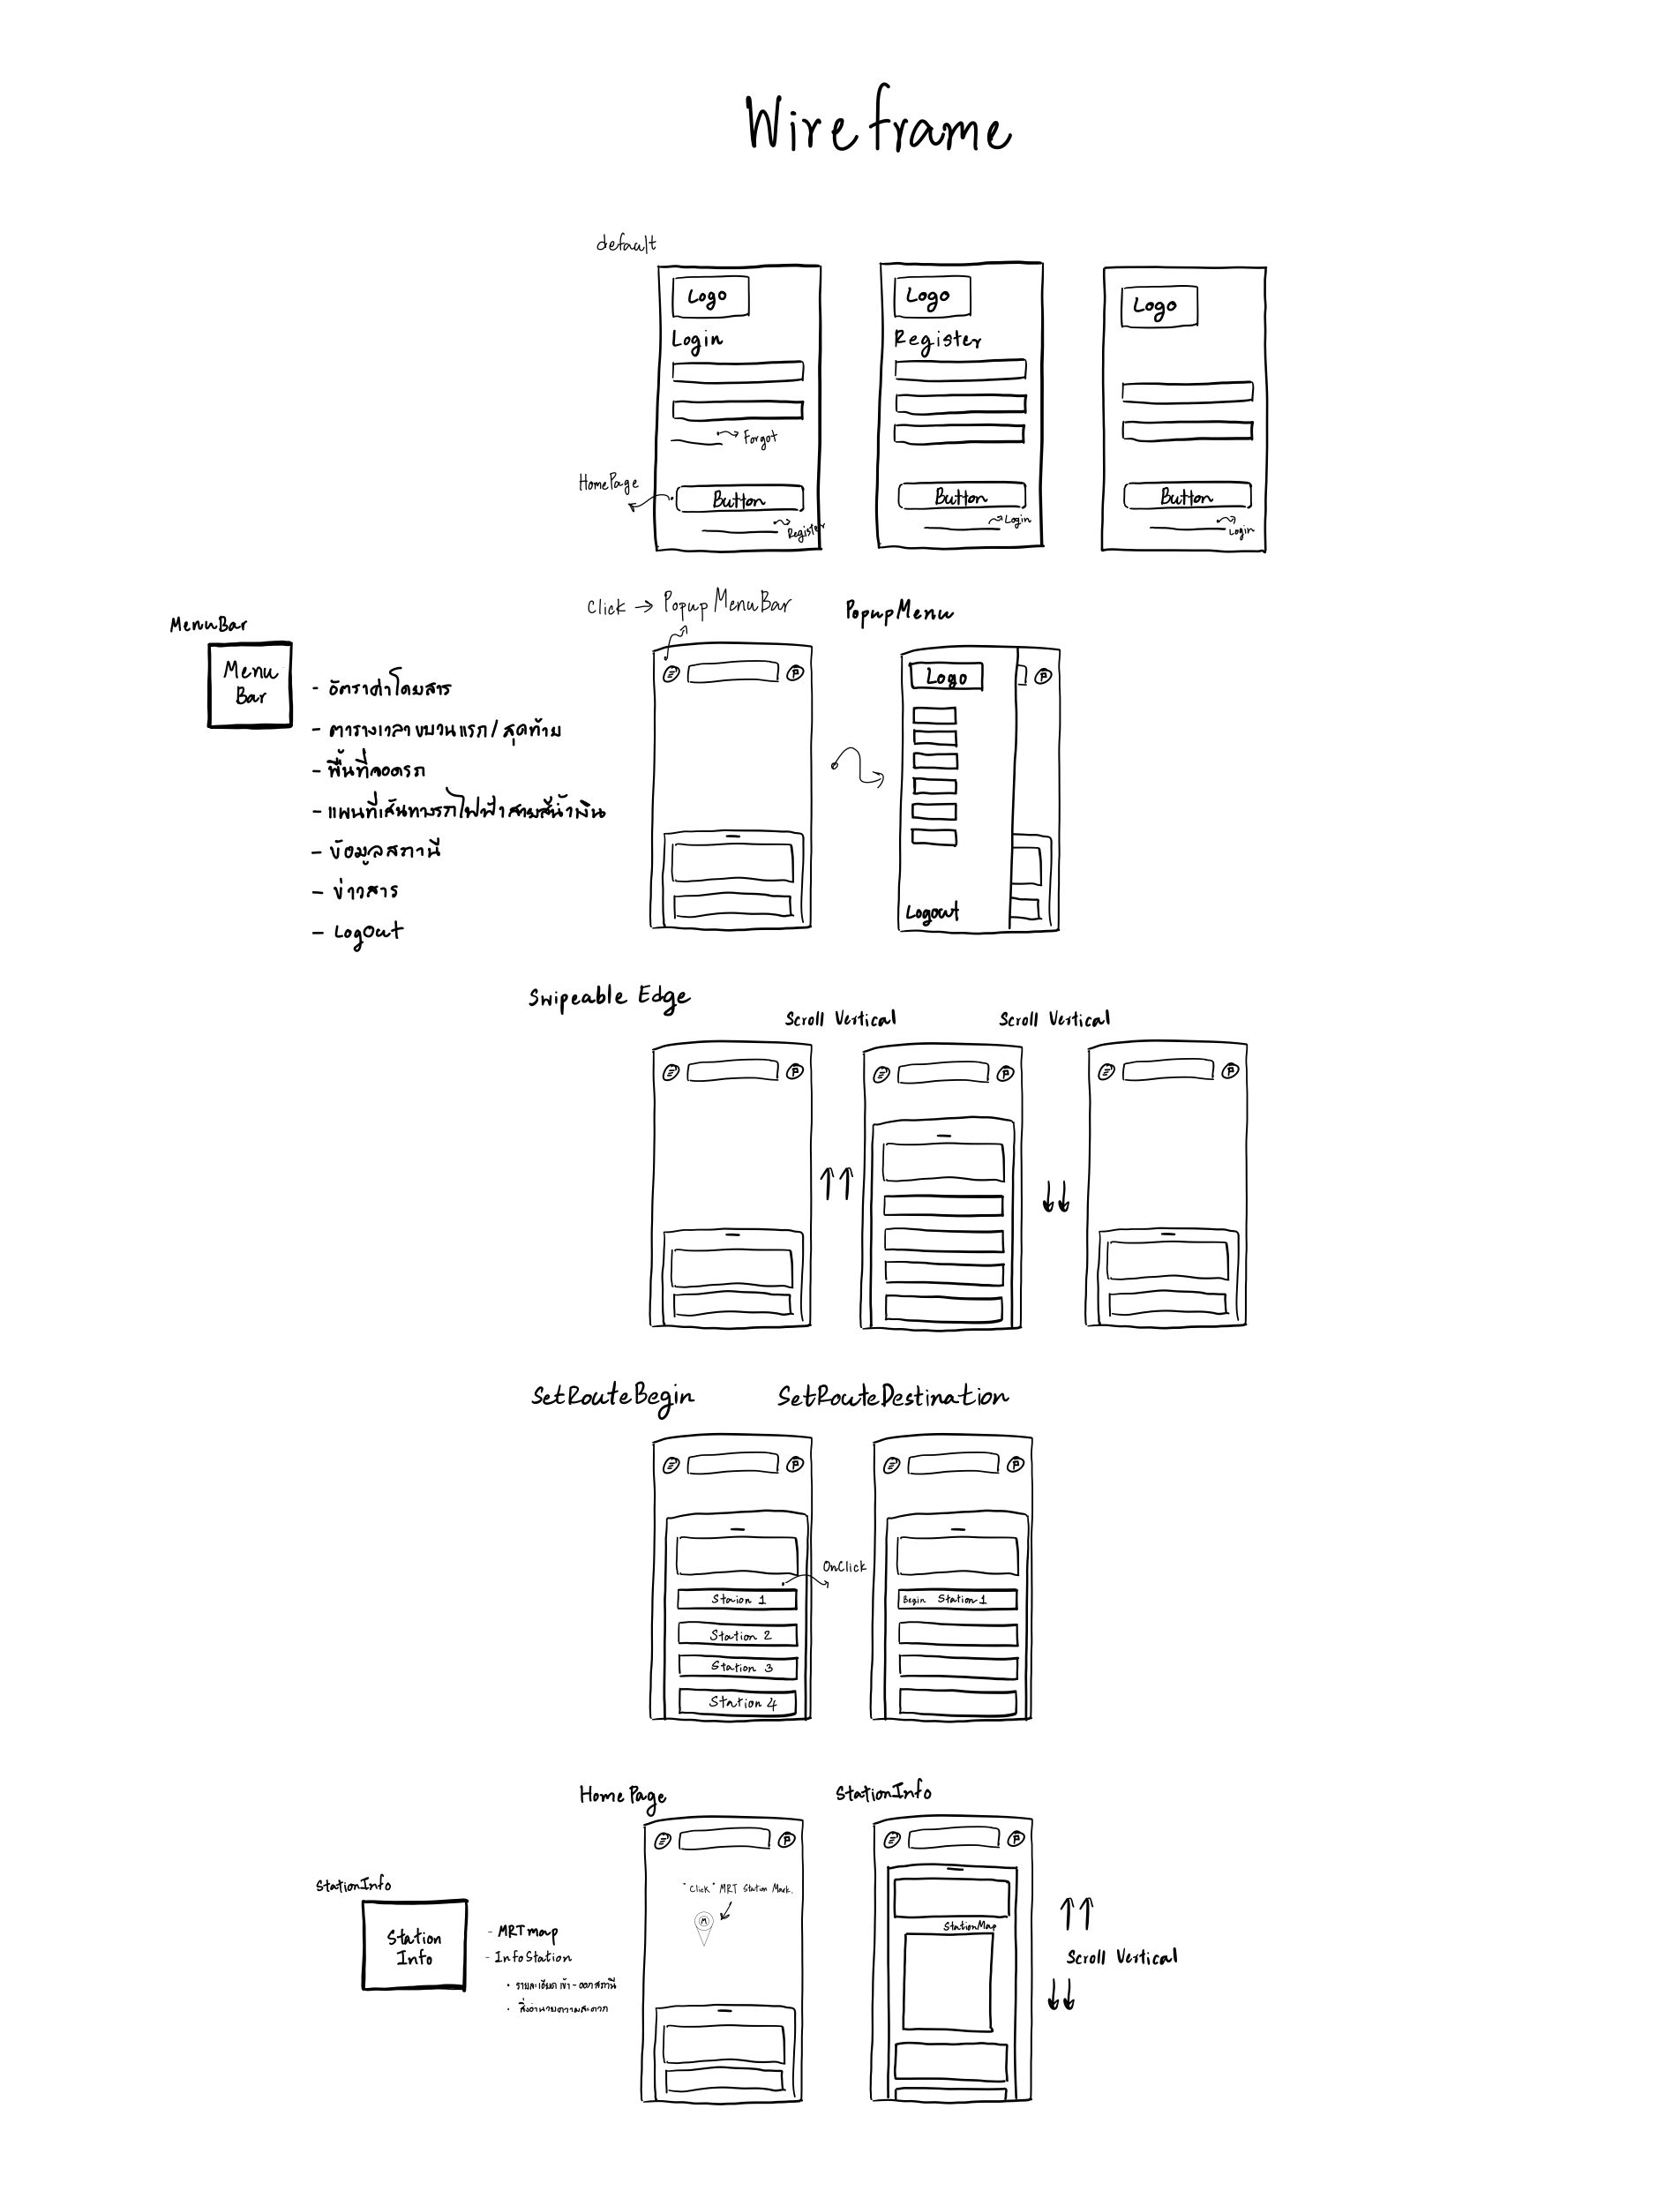 Wireframe
default
Logo
Login
Forgot
HomePage
Button
Register
Logo
Register
Button
Login
Logo
Button
Login
MenuBar
Menu
Bar
- อัตราค่าโดยสาร
- ตารางเวลา ขบวนแรก/สุดท้าย
- พื้นที่จอดรถ
- แผนที่เส้นทางรถไฟฟ้าสายสีน้ำเงิน
- ข้อมูลสถานี
- ข่าวสาร
- LogOut
Click → Popup MenuBar
P
PopupMenu
Logo
P
Logout
Swipeable Edge
Scroll Vertical
Scroll Vertical
P
P
P
SetRouteBegin
SetRouteDestination
P
OnClick
Staion 1
Station 2
Station 3
Station 4
P
Begin Station 1
HomePage
StationInfo
StationInfo
Station
Info
- MRT map
- InfoStation
• รายละเอียด เข้า - ออก สถานี
• สิ่งอำนวยความสะดวก
P
"Click" MRT Station Mark.
M
P
StationMap
Scroll Vertical